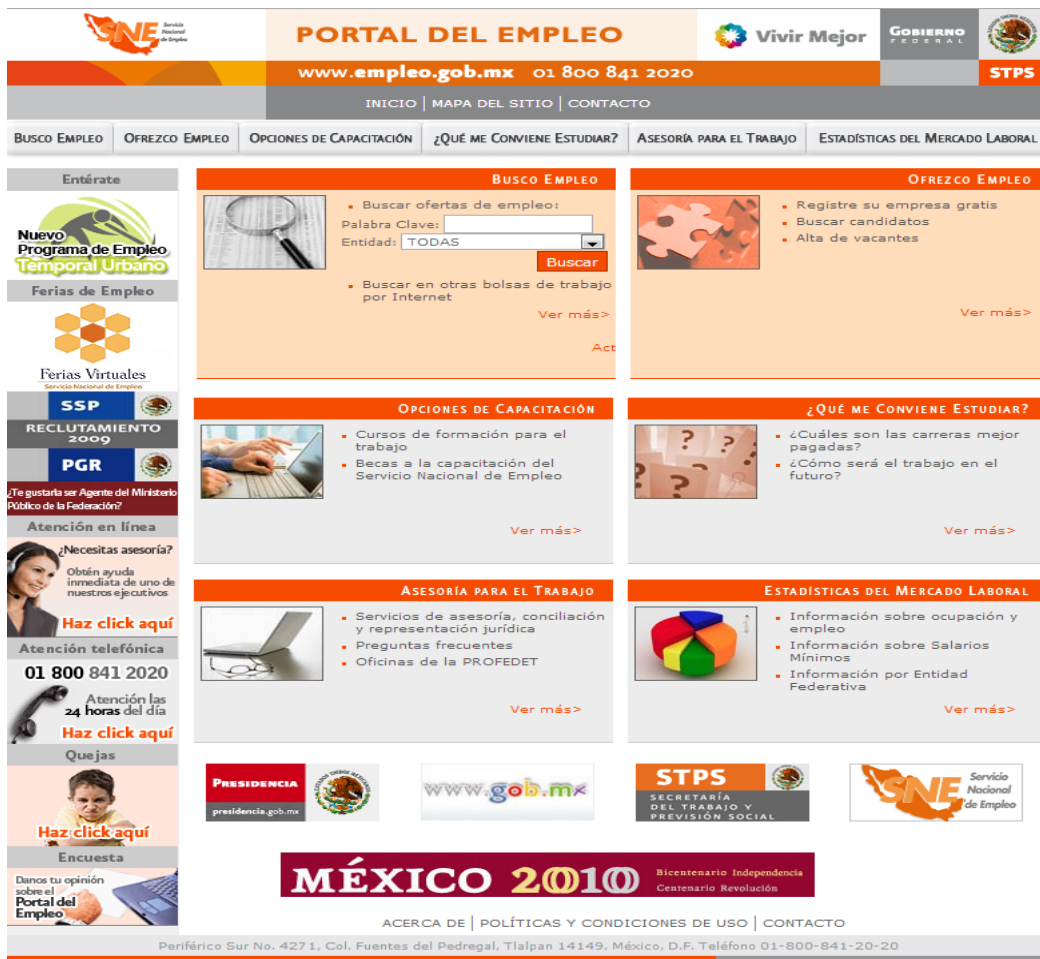 SNE Servicio
Nacional
de Empleo
PORTAL DEL EMPLEO
Vivir Mejor
GOBIERNO
FEDERAL
www.empleo.gob.mx 01 800 841 2020
STPS
INICIO | MAPA DEL SITIO | CONTACTO
BUSCO EMPLEO OFREZCO EMPLEO OPCIONES DE CAPACITACIÓN ¿QUÉ ME CONVIENE ESTUDIAR? ASESORÍA PARA EL TRABAJO ESTADÍSTICAS DEL MERCADO LABORAL
Entérate
Nuevo
Programa de Empleo
Temporal Urbano
Ferias de Empleo
Ferias Virtuales
Servicio Nacional de Empleo
SSP
RECLUTAMIENTO
2009
PGR
¿Te gustaría ser Agente del Ministerio
Público de la Federación?
Atención en línea
¿Necesitas asesoría?
Obtén ayuda
inmediata de uno de
nuestros ejecutivos
Haz click aquí
Atención telefónica
01 800 841 2020
Atención las
24 horas del día
Haz click aquí
Quejas
Haz click aquí
Encuesta
Danos tu opinión
sobre el
Portal del
Empleo
BUSCO EMPLEO
Buscar ofertas de empleo:
Palabra Clave:
Entidad: TODAS
Buscar
Buscar en otras bolsas de trabajo
por Internet
Ver más>
Act
OFREZCO EMPLEO
Registre su empresa gratis
Buscar candidatos
Alta de vacantes
Ver más>
OPCIONES DE CAPACITACIÓN
Cursos de formación para el
trabajo
Becas a la capacitación del
Servicio Nacional de Empleo
Ver más>
¿QUÉ ME CONVIENE ESTUDIAR?
? ?
?
?
¿Cuáles son las carreras mejor
pagadas?
¿Cómo será el trabajo en el
futuro?
Ver más>
ASESORÍA PARA EL TRABAJO
Servicios de asesoría, conciliación
y representación jurídica
Preguntas frecuentes
Oficinas de la PROFEDET
Ver más>
ESTADÍSTICAS DEL MERCADO LABORAL
Información sobre ocupación y
empleo
Información sobre Salarios
Mínimos
Información por Entidad
Federativa
Ver más>
PRESIDENCIA
presidencia.gob.mx
www.gob.mx
STPS
SECRETARÍA
DEL TRABAJO Y
PREVISIÓN SOCIAL
SNE Servicio
Nacional
de Empleo
MÉXICO 2010 Bicentenario Independencia
Centenario Revolución
ACERCA DE | POLÍTICAS Y CONDICIONES DE USO | CONTACTO
Periférico Sur No. 4271, Col. Fuentes del Pedregal, Tlalpan 14149, México, D.F. Teléfono 01-800-841-20-20